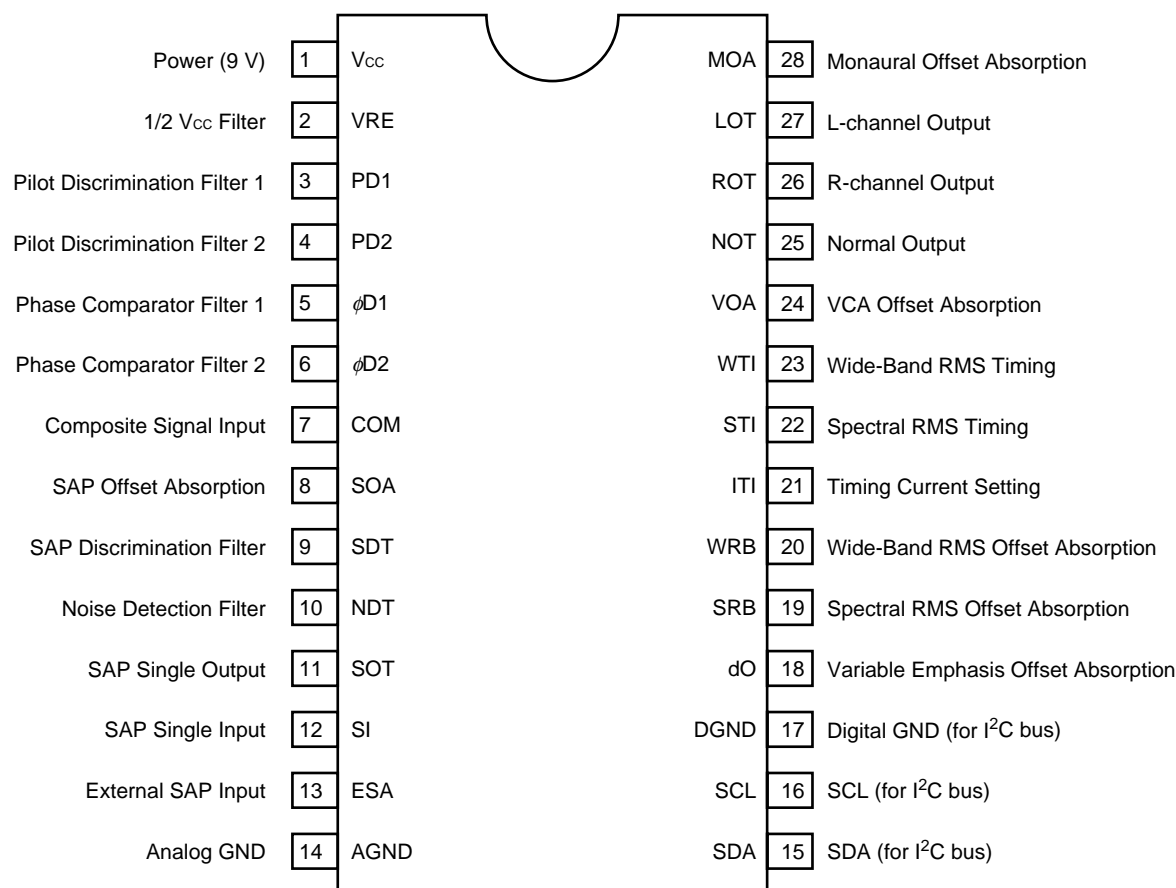 Power (9 V) 1 Vcc MOA 28 Monaural Offset Absorption
1/2 Vcc Filter 2 VRE LOT 27 L-channel Output
Pilot Discrimination Filter 1 3 PD1 ROT 26 R-channel Output
Pilot Discrimination Filter 2 4 PD2 NOT 25 Normal Output
Phase Comparator Filter 1 5 ϕD1 VOA 24 VCA Offset Absorption
Phase Comparator Filter 2 6 ϕD2 WTI 23 Wide-Band RMS Timing
Composite Signal Input 7 COM STI 22 Spectral RMS Timing
SAP Offset Absorption 8 SOA ITI 21 Timing Current Setting
SAP Discrimination Filter 9 SDT WRB 20 Wide-Band RMS Offset Absorption
Noise Detection Filter 10 NDT SRB 19 Spectral RMS Offset Absorption
SAP Single Output 11 SOT dO 18 Variable Emphasis Offset Absorption
SAP Single Input 12 SI DGND 17 Digital GND (for I²C bus)
External SAP Input 13 ESA SCL 16 SCL (for I²C bus)
Analog GND 14 AGND SDA 15 SDA (for I²C bus)